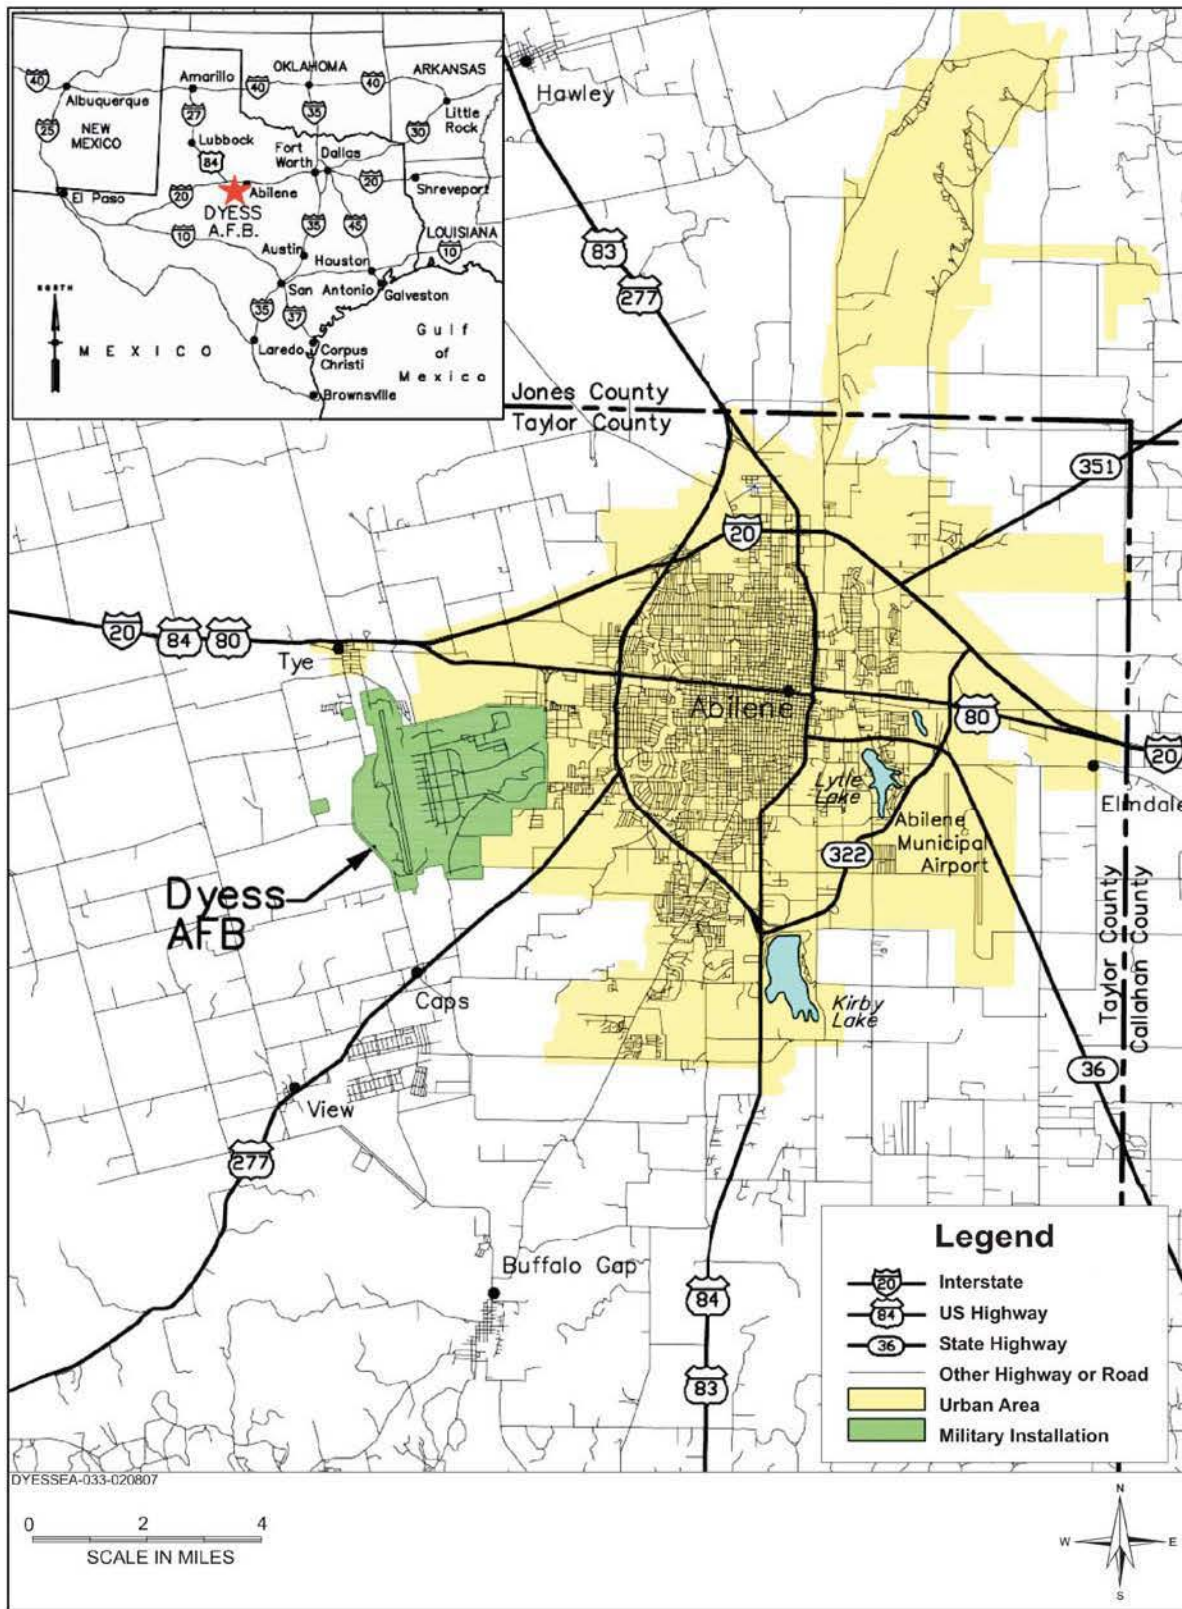 OKLAHOMA
ARKANSAS
Amarillo
40
40
40
Albuquerque
27
35
Little
Rock
25
NEW
MEXICO
30
Lubbock
Fort
Worth
Dallas
84
20
Abilene
20
Shreveport
El Paso
DYESS
A.F.B.
35
45
LOUISIANA
10
Austin
Houston
10
San Antonio
Galveston
NORTH
35
37
Gulf
of
Mexico
MEXICO
Laredo
Corpus
Christi
Brownsville
Hawley
83
277
Jones County
Taylor County
351
20
20
84
80
Tye
Abilene
80
20
Lytle
Lake
Elmdale
Abilene
Municipal
Airport
322
Dyess
AFB
Caps
Kirby
Lake
Taylor County
Callahan County
36
View
277
Buffalo Gap
84
83
Legend
20 Interstate
84 US Highway
36 State Highway
Other Highway or Road
Urban Area
Military Installation
DYESSEA-033-020807
0 2 4
SCALE IN MILES
N
W E
S